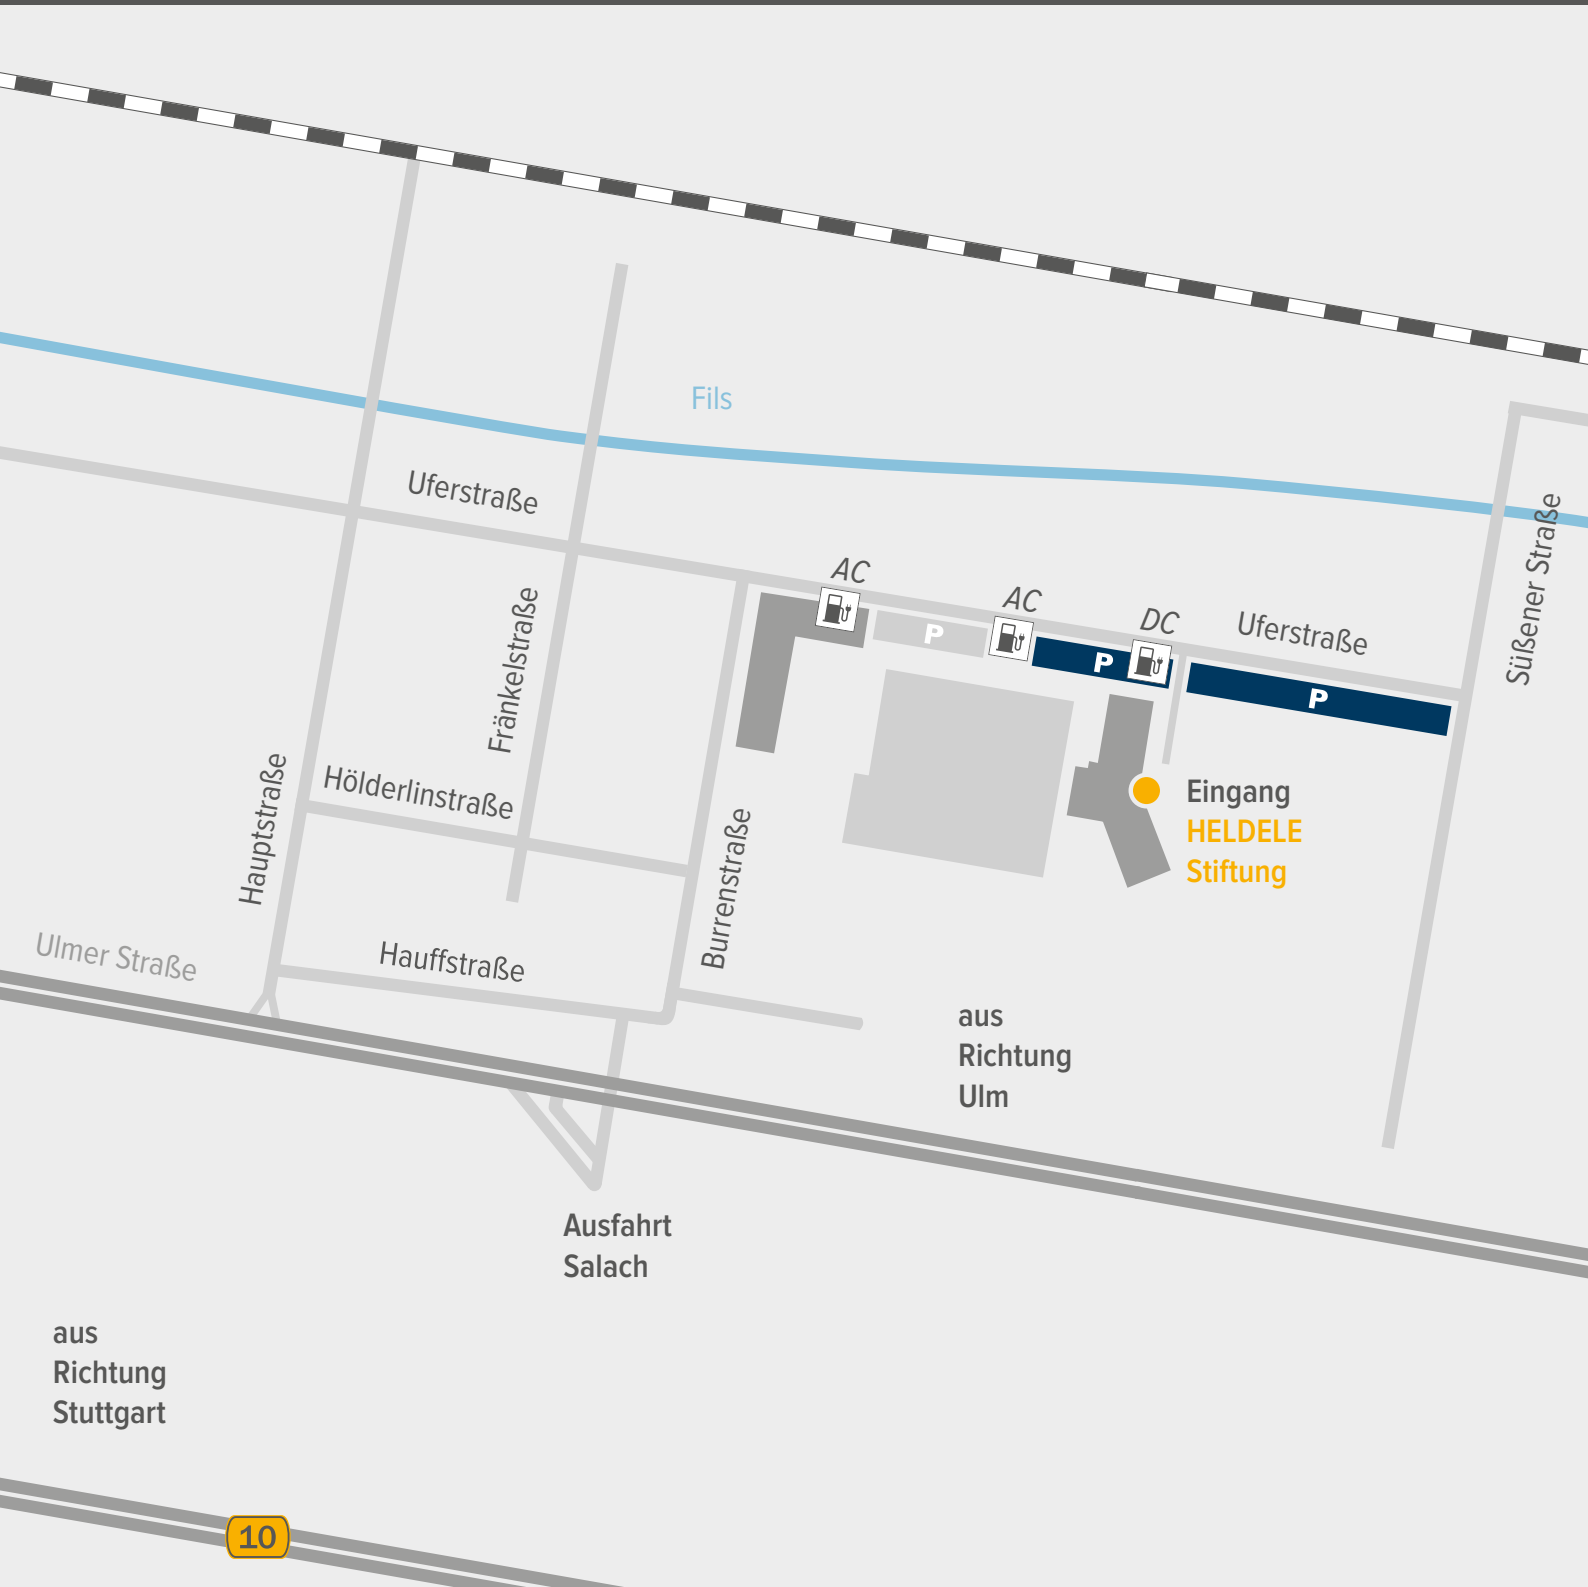 Fils
Uferstraße
AC
AC
DC
Uferstraße
Süßener Straße
P
P
P
Fränkelstraße
Hauptstraße
Hölderlinstraße
Burrenstraße
Eingang
HELDELE
Stiftung
Ulmer Straße
Hauffstraße
aus
Richtung
Ulm
Ausfahrt
Salach
aus
Richtung
Stuttgart
10